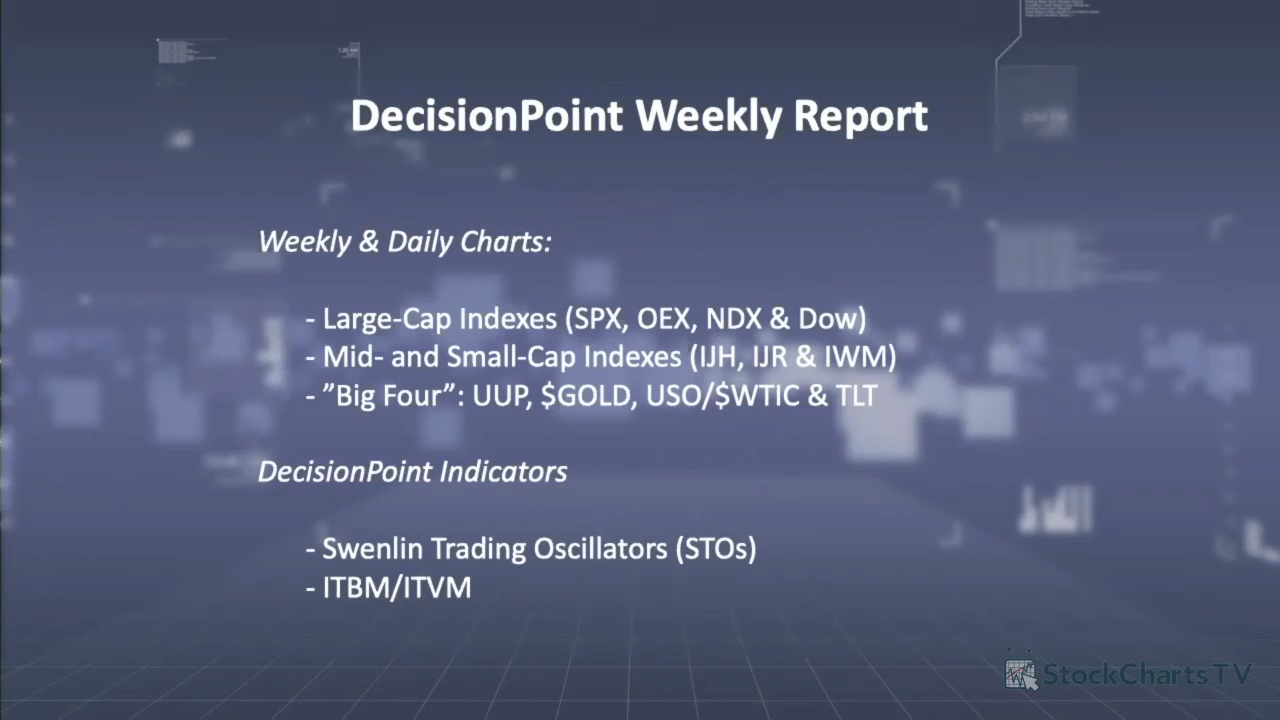 DecisionPoint Weekly Report
Weekly & Daily Charts:
- Large-Cap Indexes (SPX, OEX, NDX & Dow)
- Mid- and Small-Cap Indexes (IJH, IJR & IWM)
- ”Big Four”: UUP, $GOLD, USO/$WTIC & TLT
DecisionPoint Indicators
- Swenlin Trading Oscillators (STOs)
- ITBM/ITVM
StockChartsTV